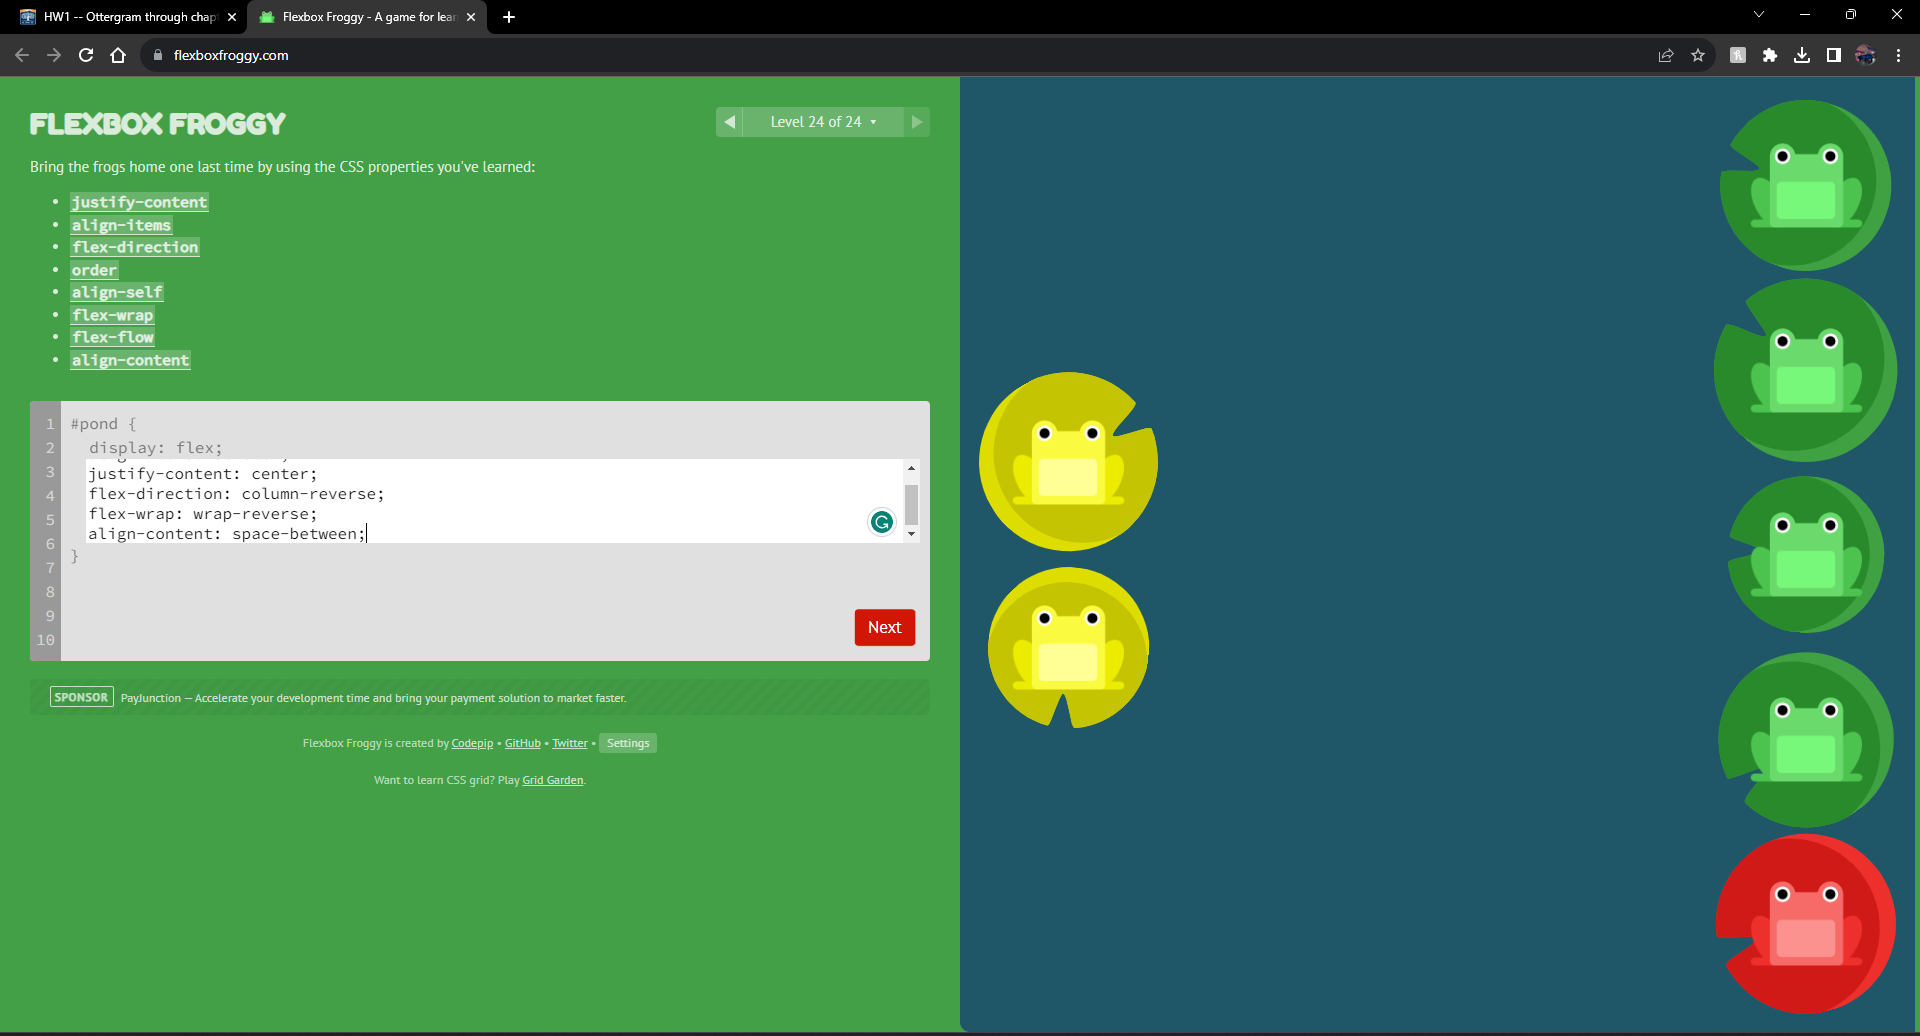 HW1 -- Ottergram through chap
Flexbox Froggy - A game for lear
flexboxfroggy.com
FLEXBOX FROGGY
Level 24 of 24
Bring the frogs home one last time by using the CSS properties you've learned:
• justify-content
• align-items
• flex-direction
• order
• align-self
• flex-wrap
• flex-flow
• align-content
1 #pond {
2 display: flex;
3 justify-content: center;
4 flex-direction: column-reverse;
5 flex-wrap: wrap-reverse;
6 align-content: space-between;
}
7
8
9
10
Next
SPONSOR PayJunction — Accelerate your development time and bring your payment solution to market faster.
Flexbox Froggy is created by Codepip • GitHub • Twitter • Settings
Want to learn CSS grid? Play Grid Garden.